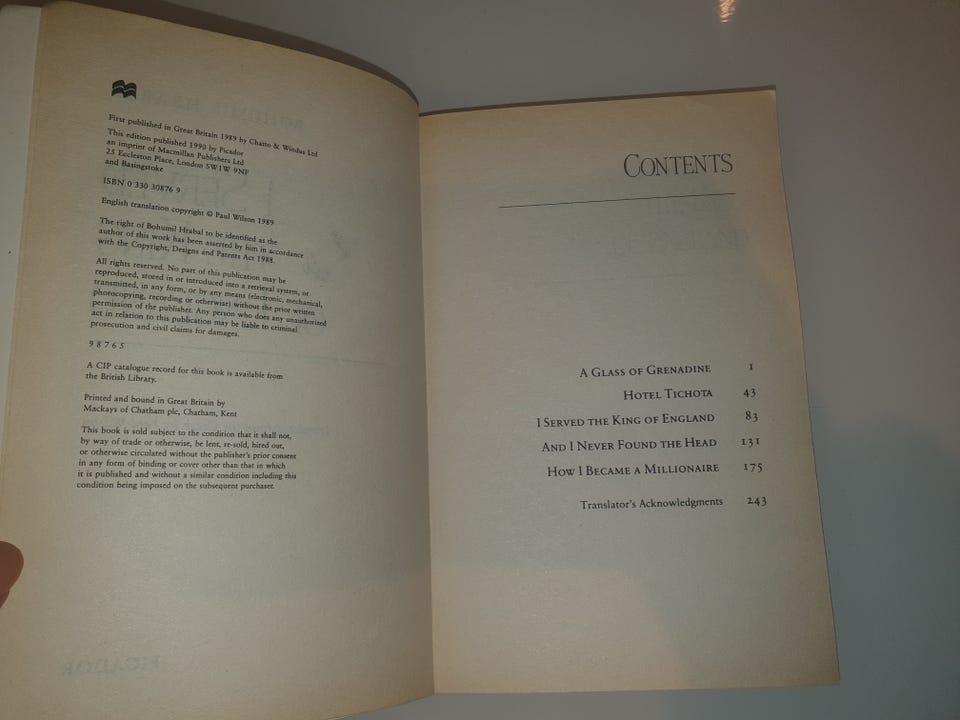 First published in Great Britain 1989 by Chatto & Windus Ltd
This edition published 1990 by Picador
an imprint of Macmillan Publishers Ltd
25 Eccleston Place, London SW1W 9NF
and Basingstoke
ISBN 0 330 30876 9
English translation copyright © Paul Wilson 1989
The right of Bohumil Hrabal to be identified as the
author of this work has been asserted by him in accordance
with the Copyright, Designs and Patents Act 1988.
All rights reserved. No part of this publication may be
reproduced, stored in or introduced into a retrieval system, or
transmitted, in any form, or by any means (electronic, mechanical,
photocopying, recording or otherwise) without the prior written
permission of the publisher. Any person who does any unauthorized
act in relation to this publication may be liable to criminal
prosecution and civil claims for damages.
9 8 7 6 5
A CIP catalogue record for this book is available from
the British Library.
Printed and bound in Great Britain by
Mackays of Chatham plc, Chatham, Kent
This book is sold subject to the condition that it shall not,
by way of trade or otherwise, be lent, re-sold, hired out,
or otherwise circulated without the publisher's prior consent
in any form of binding or cover other than that in which
it is published and without a similar condition including this
condition being imposed on the subsequent purchaser.
PICADOR
CONTENTS
A GLASS OF GRENADINE 1
HOTEL TICHOTA 43
I SERVED THE KING OF ENGLAND 83
AND I NEVER FOUND THE HEAD 131
HOW I BECAME A MILLIONAIRE 175
Translator's Acknowledgments 243